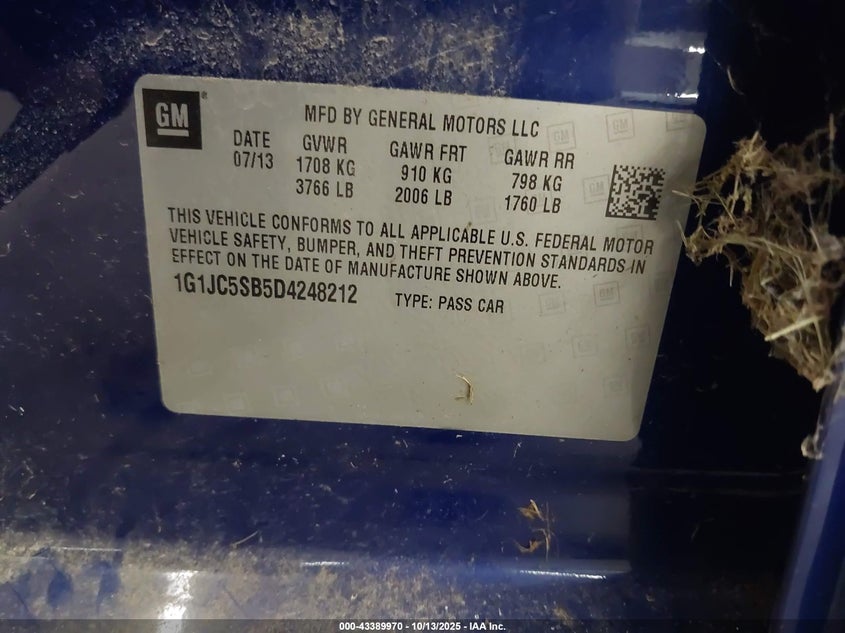 GM
MFD BY GENERAL MOTORS LLC
DATE GVWR GAWR FRT GAWR RR
07/13 1708 KG 910 KG 798 KG
3766 LB 2006 LB 1760 LB
THIS VEHICLE CONFORMS TO ALL APPLICABLE U.S. FEDERAL MOTOR
VEHICLE SAFETY, BUMPER, AND THEFT PREVENTION STANDARDS IN
EFFECT ON THE DATE OF MANUFACTURE SHOWN ABOVE.
1G1JC5SB5D4248212 TYPE: PASS CAR
000-43389970 - 10/13/2025 - IAA Inc.